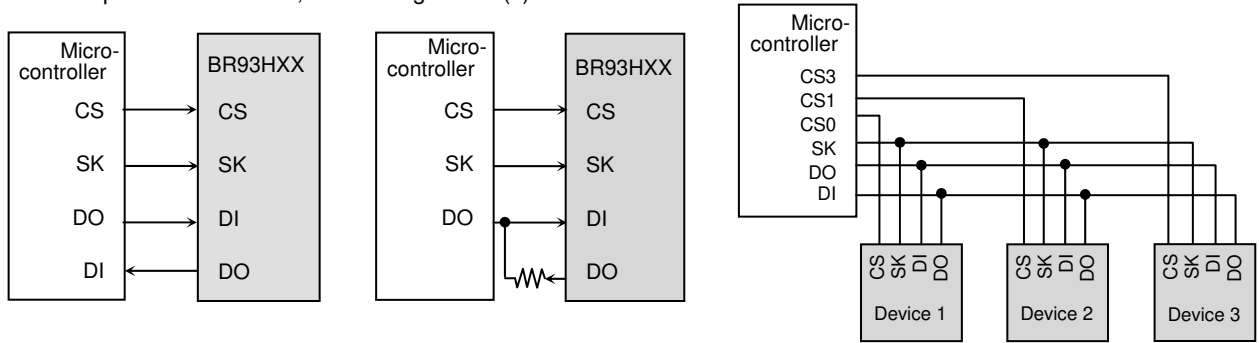 Micro-
controller
CS
SK
DO
DI
BR93HXX
CS
SK
DI
DO
Micro-
controller
CS
SK
DO
BR93HXX
CS
SK
DI
DO
Micro-
controller
CS3
CS1
CS0
SK
DO
DI
CS
SK
DI
DO
Device 1
CS
SK
DI
DO
Device 2
CS
SK
DI
DO
Device 3